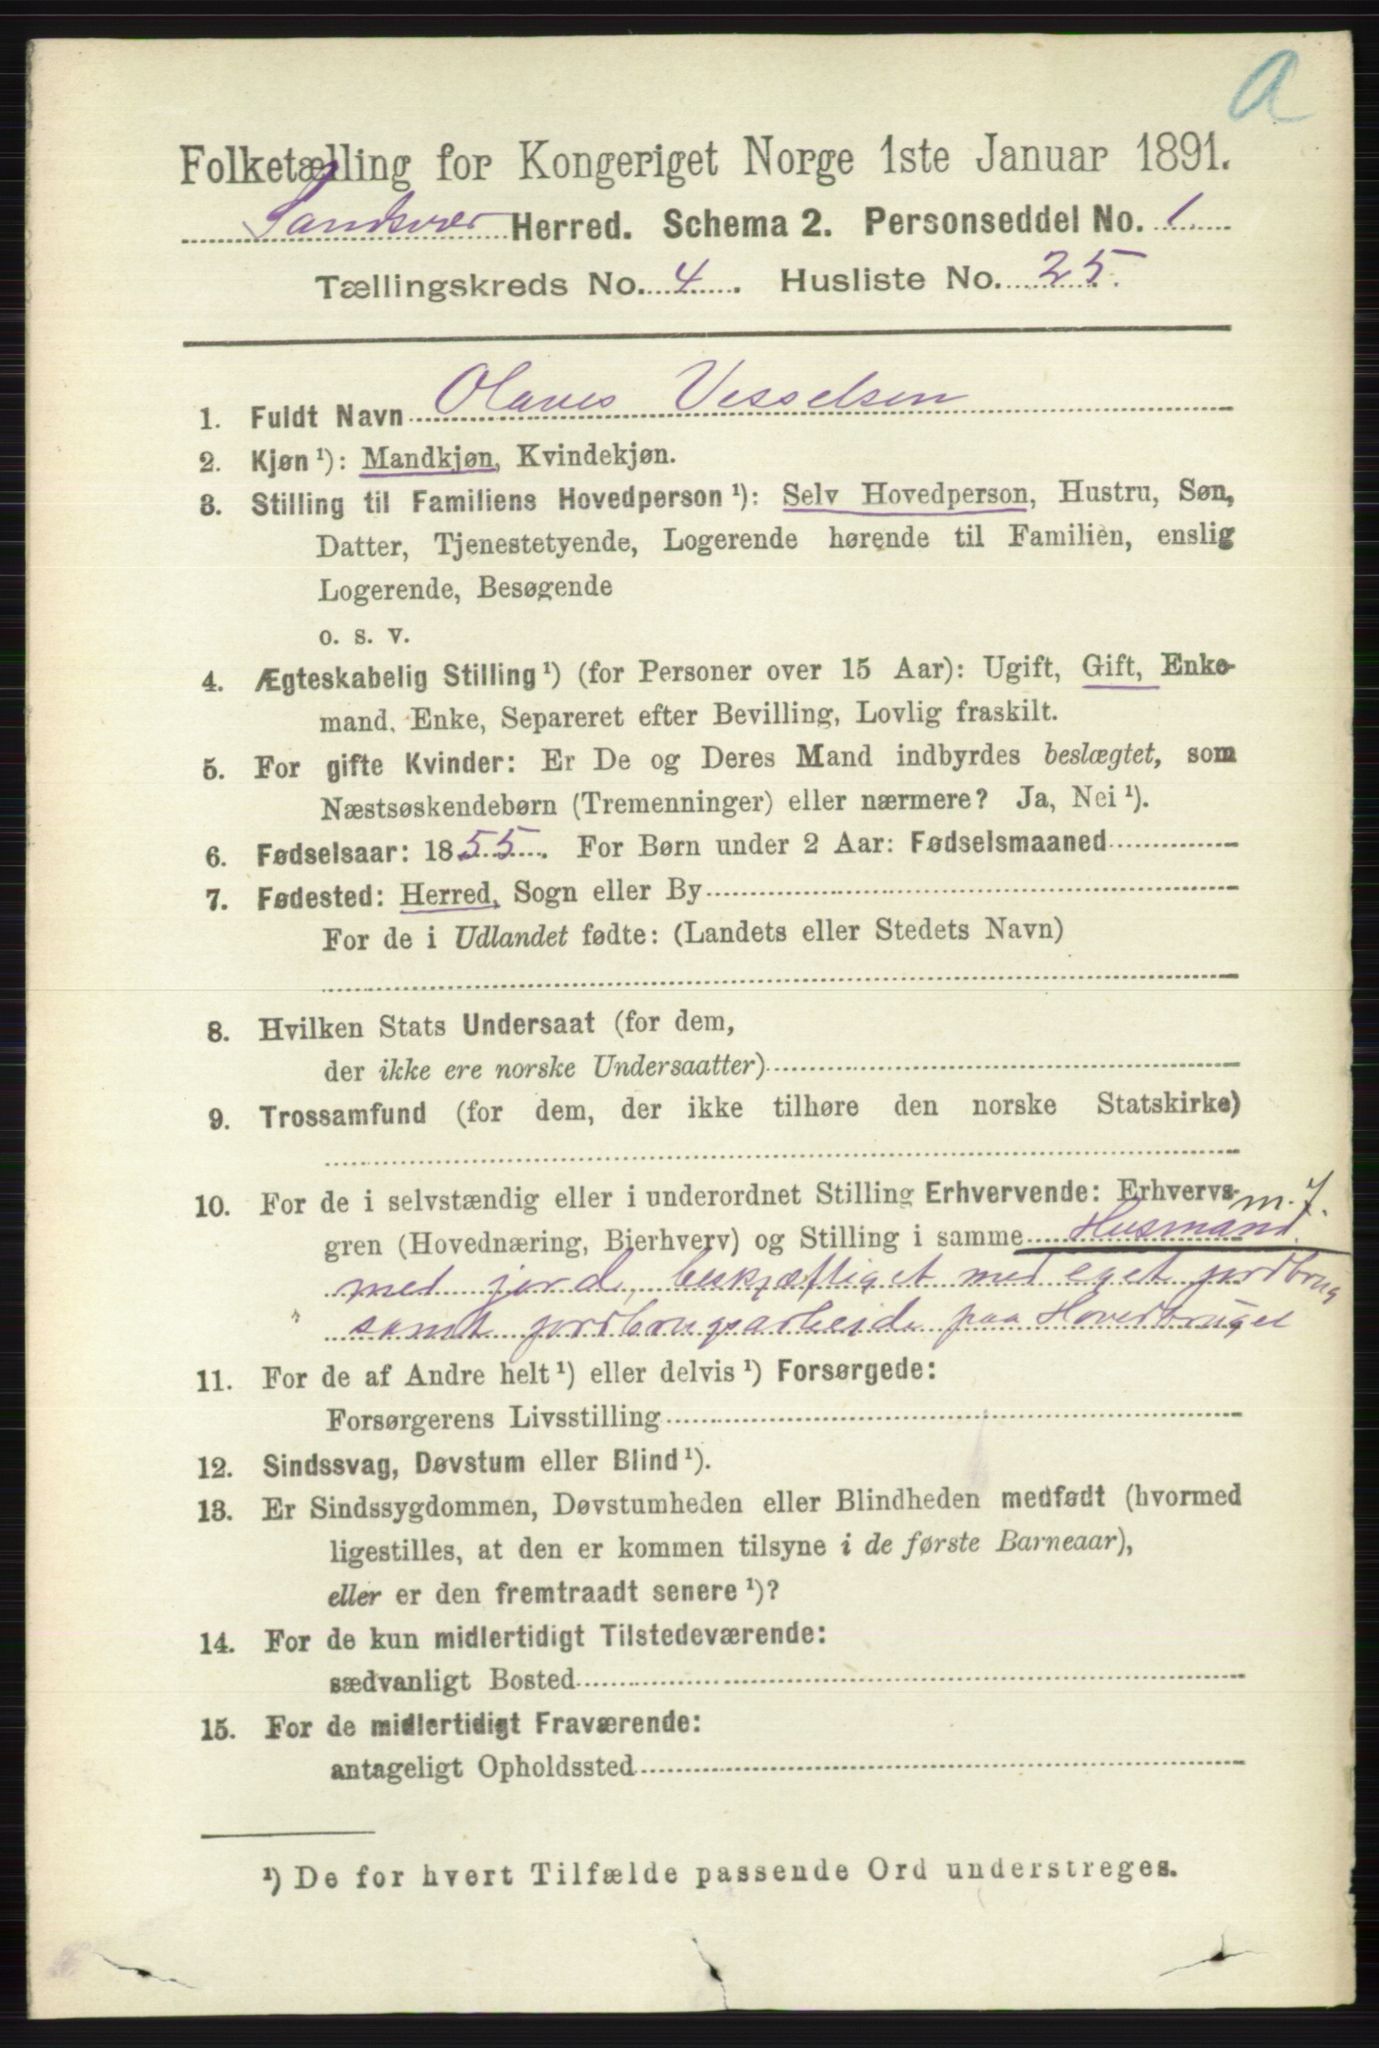 a
Folketælling for Kongeriget Norge 1ste Januar 1891.
Sandsvær Herred. Schema 2. Personseddel No. 1
Tællingskreds No. 4. Husliste No. 25.
1. Fuldt Navn Olaves Vesselsen
2. Kjøn ¹): Mandkjøn, Kvindekjøn.
3. Stilling til Familiens Hovedperson ¹): Selv Hovedperson, Hustru, Søn,
Datter, Tjenestetyende, Logerende hørende til Familien, enslig
Logerende, Besøgende
o. s. v.
4. Ægteskabelig Stilling ¹) (for Personer over 15 Aar): Ugift, Gift, Enke-
mand, Enke, Separeret efter Bevilling, Lovlig fraskilt.
5. For gifte Kvinder: Er De og Deres Mand indbyrdes beslægtet, som
Næstsøskendebørn (Tremenninger) eller nærmere? Ja, Nei ¹).
6. Fødselsaar: 1855. For Børn under 2 Aar: Fødselsmaaned
7. Fødested: Herred, Sogn eller By
For de i Udlandet fødte: (Landets eller Stedets Navn)
8. Hvilken Stats Undersaat (for dem,
der ikke ere norske Undersaatter)
9. Trossamfund (for dem, der ikke tilhøre den norske Statskirke)
10. For de i selvstændig eller i underordnet Stilling Erhvervende: Erhvervs-
m. J.
gren (Hovednæring, Bierhverv) og Stilling i samme Husmand
med jord, beskjæftiget med eget jordbrug
" samt jordbrugsarbeide paa Hovedbruget
11. For de af Andre helt ¹) eller delvis ¹) Forsørgede:
Forsørgerens Livsstilling
12. Sindssvag, Døvstum eller Blind ¹).
13. Er Sindssygdommen, Døvstumheden eller Blindheden medfødt (hvormed
ligestilles, at den er kommen tilsyne i de første Barneaar),
eller er den fremtraadt senere ¹)?
14. For de kun midlertidigt Tilstedeværende:
sædvanligt Bosted
15. For de midlertidigt Fraværende:
antageligt Opholdssted
¹) De for hvert Tilfælde passende Ord understreges.